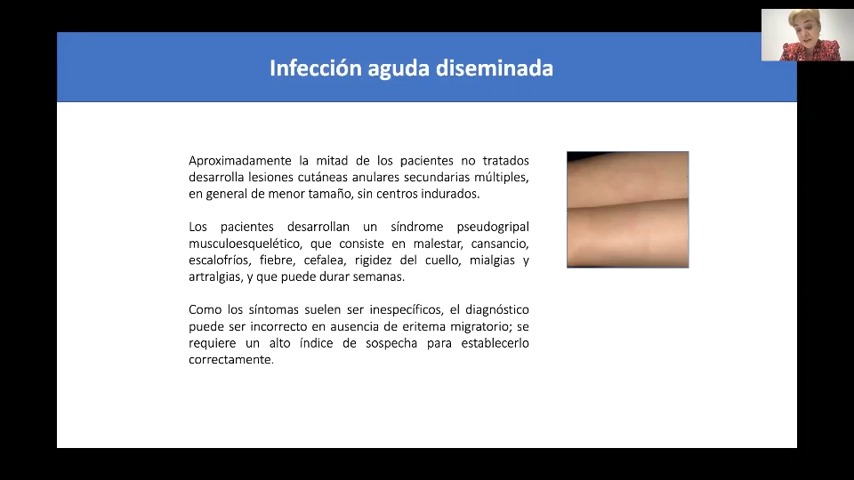 Infección aguda diseminada
Aproximadamente la mitad de los pacientes no tratados
desarrolla lesiones cutáneas anulares secundarias múltiples,
en general de menor tamaño, sin centros indurados.
Los pacientes desarrollan un síndrome pseudogripal
musculoesquelético, que consiste en malestar, cansancio,
escalofríos, fiebre, cefalea, rigidez del cuello, mialgias y
artralgias, y que puede durar semanas.
Como los síntomas suelen ser inespecíficos, el diagnóstico
puede ser incorrecto en ausencia de eritema migratorio; se
requiere un alto índice de sospecha para establecerlo
correctamente.